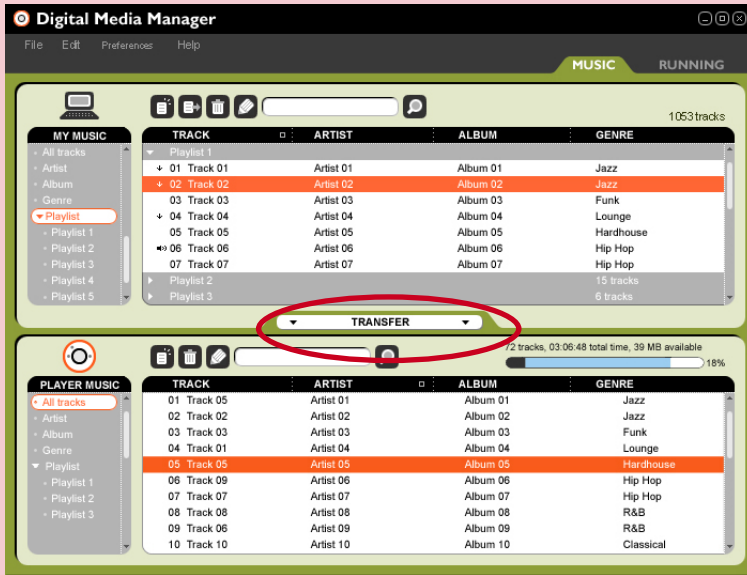 Digital Media Manager
File Edit Preferences Help
MUSIC RUNNING
1053 tracks
MY MUSIC TRACK ARTIST ALBUM GENRE
All tracks Playlist 1
Artist 01 Track 01 Artist 01 Album 01 Jazz
Album 02 Track 02 Artist 02 Album 02 Jazz
Genre 03 Track 03 Artist 03 Album 03 Funk
Playlist 04 Track 04 Artist 04 Album 04 Lounge
Playlist 1 05 Track 05 Artist 05 Album 05 Hardhouse
Playlist 2 06 Track 06 Artist 06 Album 06 Hip Hop
Playlist 3 07 Track 07 Artist 07 Album 07 Hip Hop
Playlist 4 Playlist 2 15 tracks
Playlist 5 Playlist 3 6 tracks
TRANSFER
72 tracks, 03:06:48 total time, 39 MB available
18%
PLAYER MUSIC TRACK ARTIST ALBUM GENRE
All tracks 01 Track 05 Artist 01 Album 01 Jazz
Artist 02 Track 02 Artist 02 Album 02 Jazz
Album 03 Track 03 Artist 03 Album 03 Funk
Genre 04 Track 01 Artist 04 Album 04 Lounge
Playlist 05 Track 05 Artist 05 Album 05 Hardhouse
Playlist 1 06 Track 09 Artist 06 Album 06 Hip Hop
Playlist 2 07 Track 07 Artist 07 Album 07 Hip Hop
Playlist 3 08 Track 08 Artist 08 Album 08 R&B
09 Track 06 Artist 09 Album 09 R&B
10 Track 10 Artist 10 Album 10 Classical